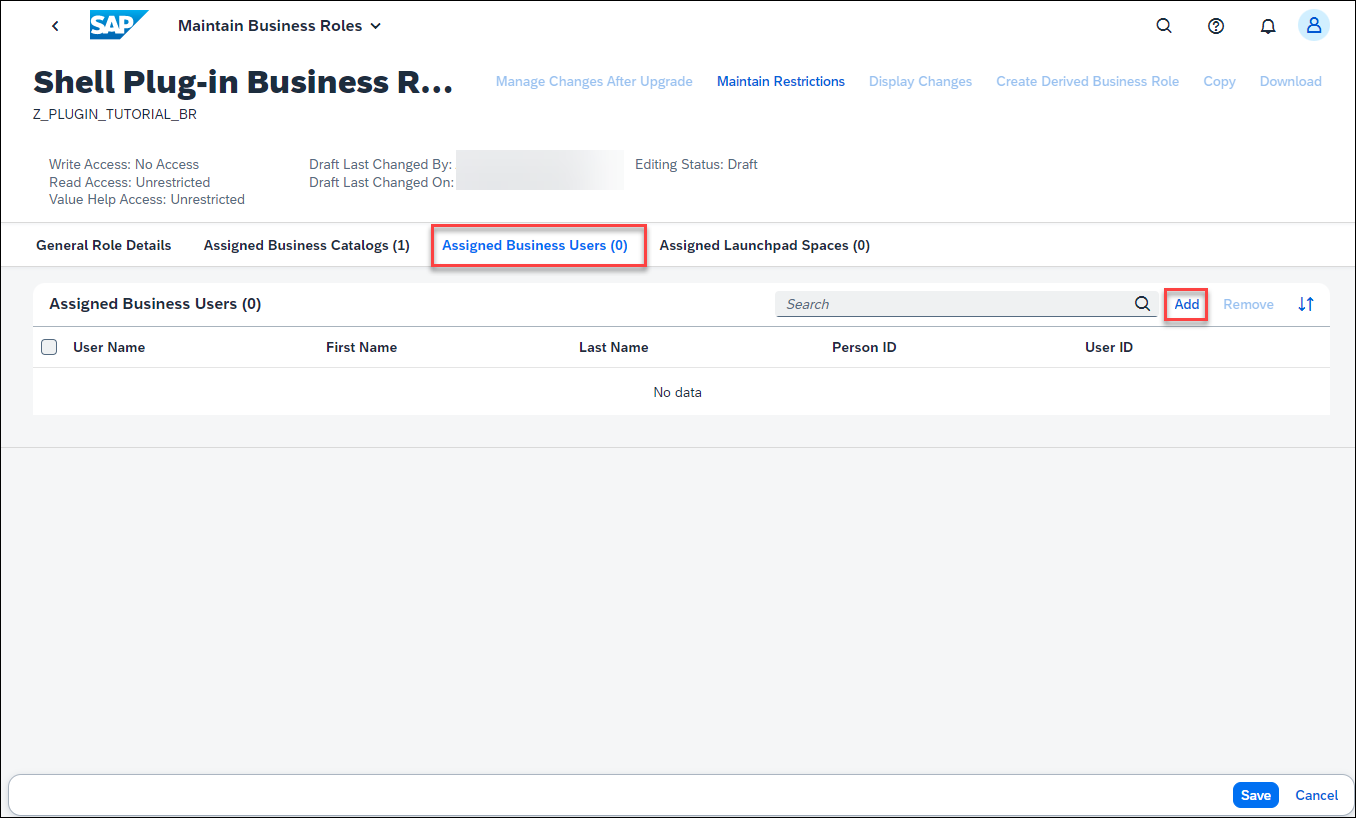 SAP Maintain Business Roles
Shell Plug-in Business R...
Manage Changes After Upgrade Maintain Restrictions Display Changes Create Derived Business Role Copy Download
Z_PLUGIN_TUTORIAL_BR
Write Access: No Access
Read Access: Unrestricted
Value Help Access: Unrestricted
Draft Last Changed By:
Draft Last Changed On:
Editing Status: Draft
General Role Details Assigned Business Catalogs (1) Assigned Business Users (0) Assigned Launchpad Spaces (0)
Assigned Business Users (0) Search Add Remove
User Name First Name Last Name Person ID User ID
No data
Save Cancel